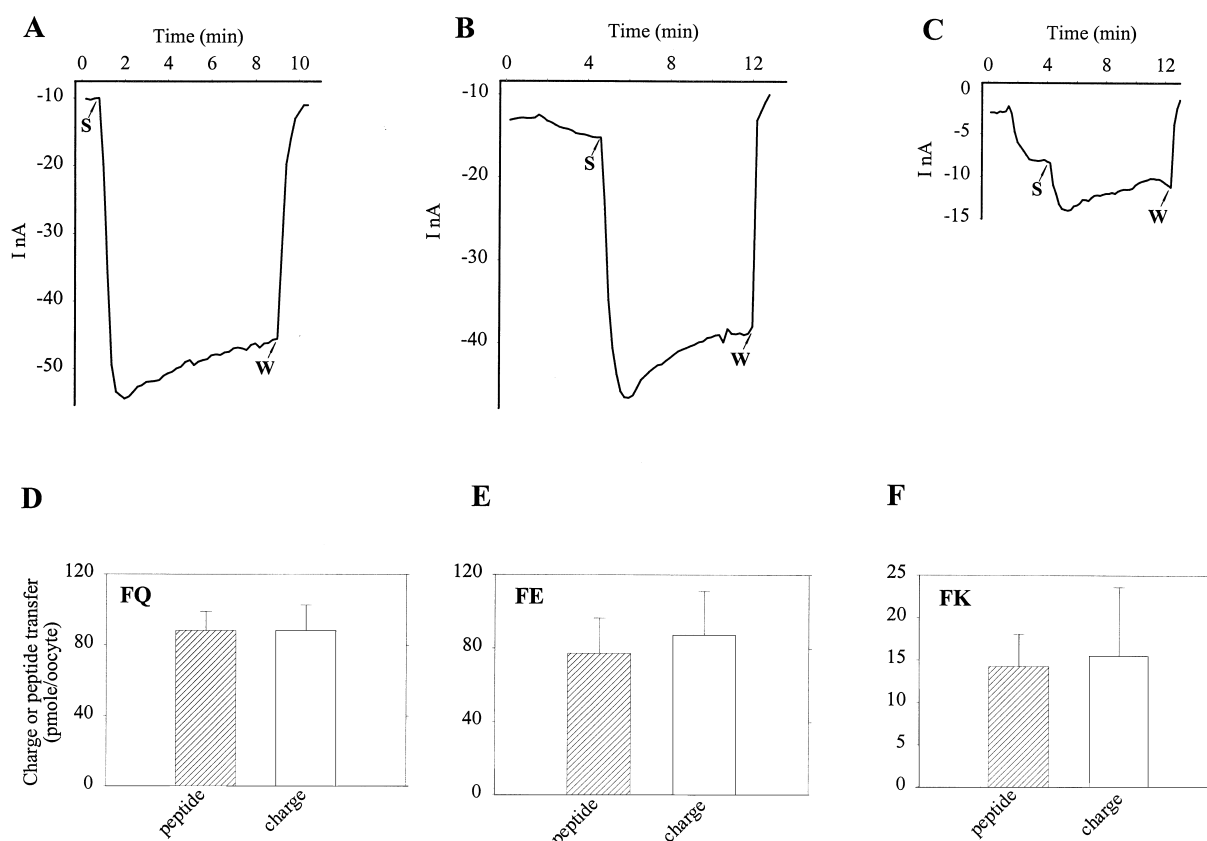 A
Time (min)
0 2 4 6 8 10
-10
-20
-30
-40
-50
I nA
S
W
B
Time (min)
0 4 8 12
-10
-20
-30
-40
I nA
S
W
C
Time (min)
0 4 8 12
0
-5
-10
-15
I nA
S
W
D
Charge or peptide transfer
(pmole/oocyte)
120
80
40
0
FQ
peptide
charge
E
120
80
40
0
FE
peptide
charge
F
25
20
15
10
5
0
FK
peptide
charge